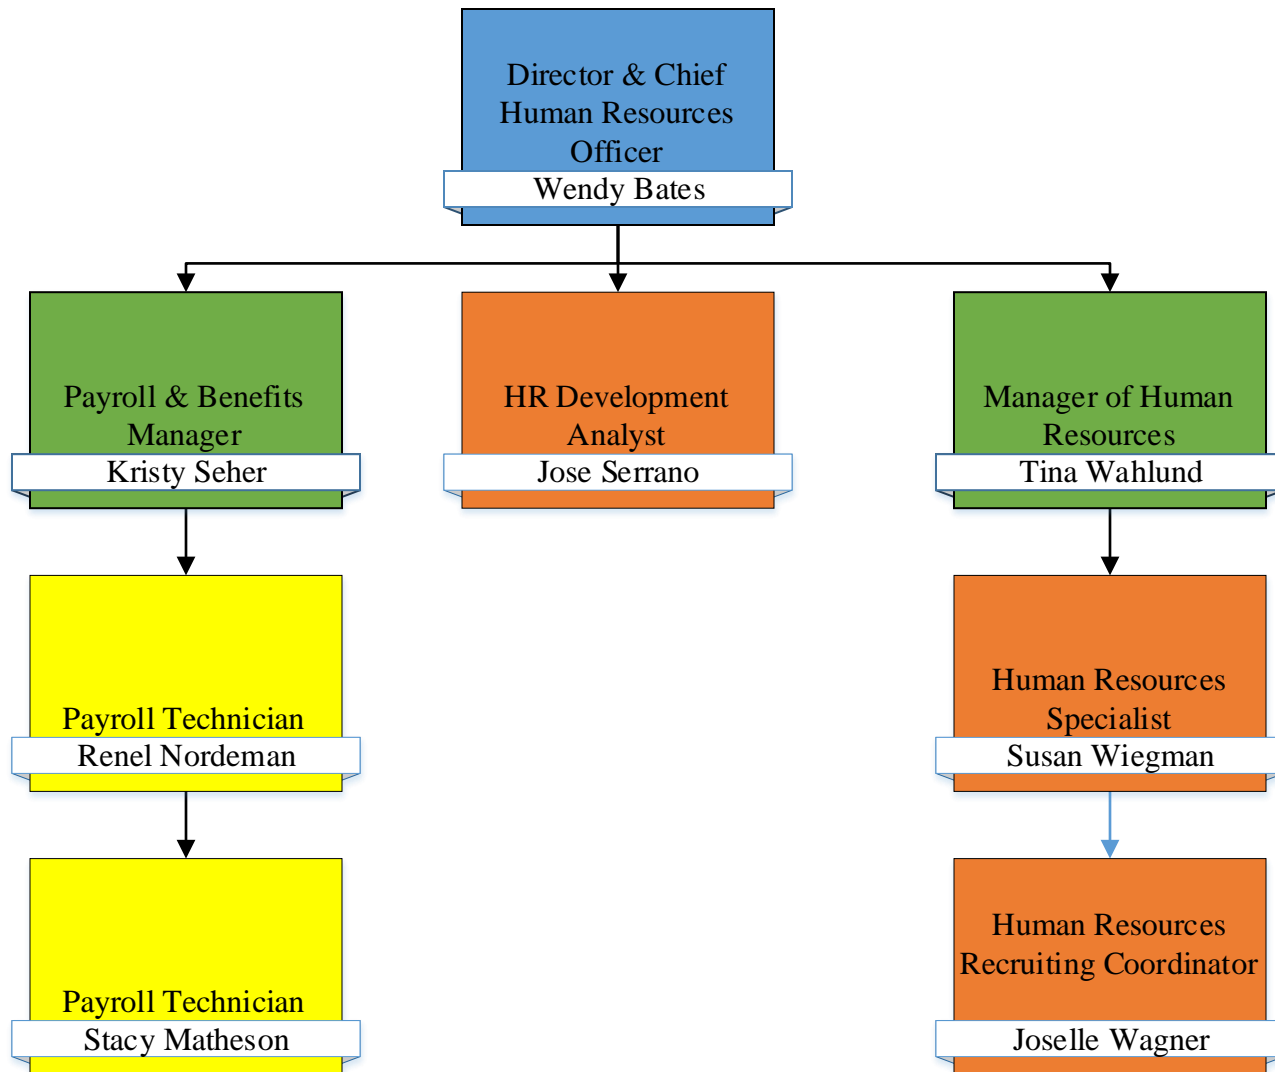 Director & Chief
Human Resources
Officer
Wendy Bates
Payroll & Benefits
Manager
Kristy Seher
HR Development
Analyst
Jose Serrano
Manager of Human
Resources
Tina Wahlund
Payroll Technician
Renel Nordeman
Human Resources
Specialist
Susan Wiegman
Payroll Technician
Stacy Matheson
Human Resources
Recruiting Coordinator
Joselle Wagner